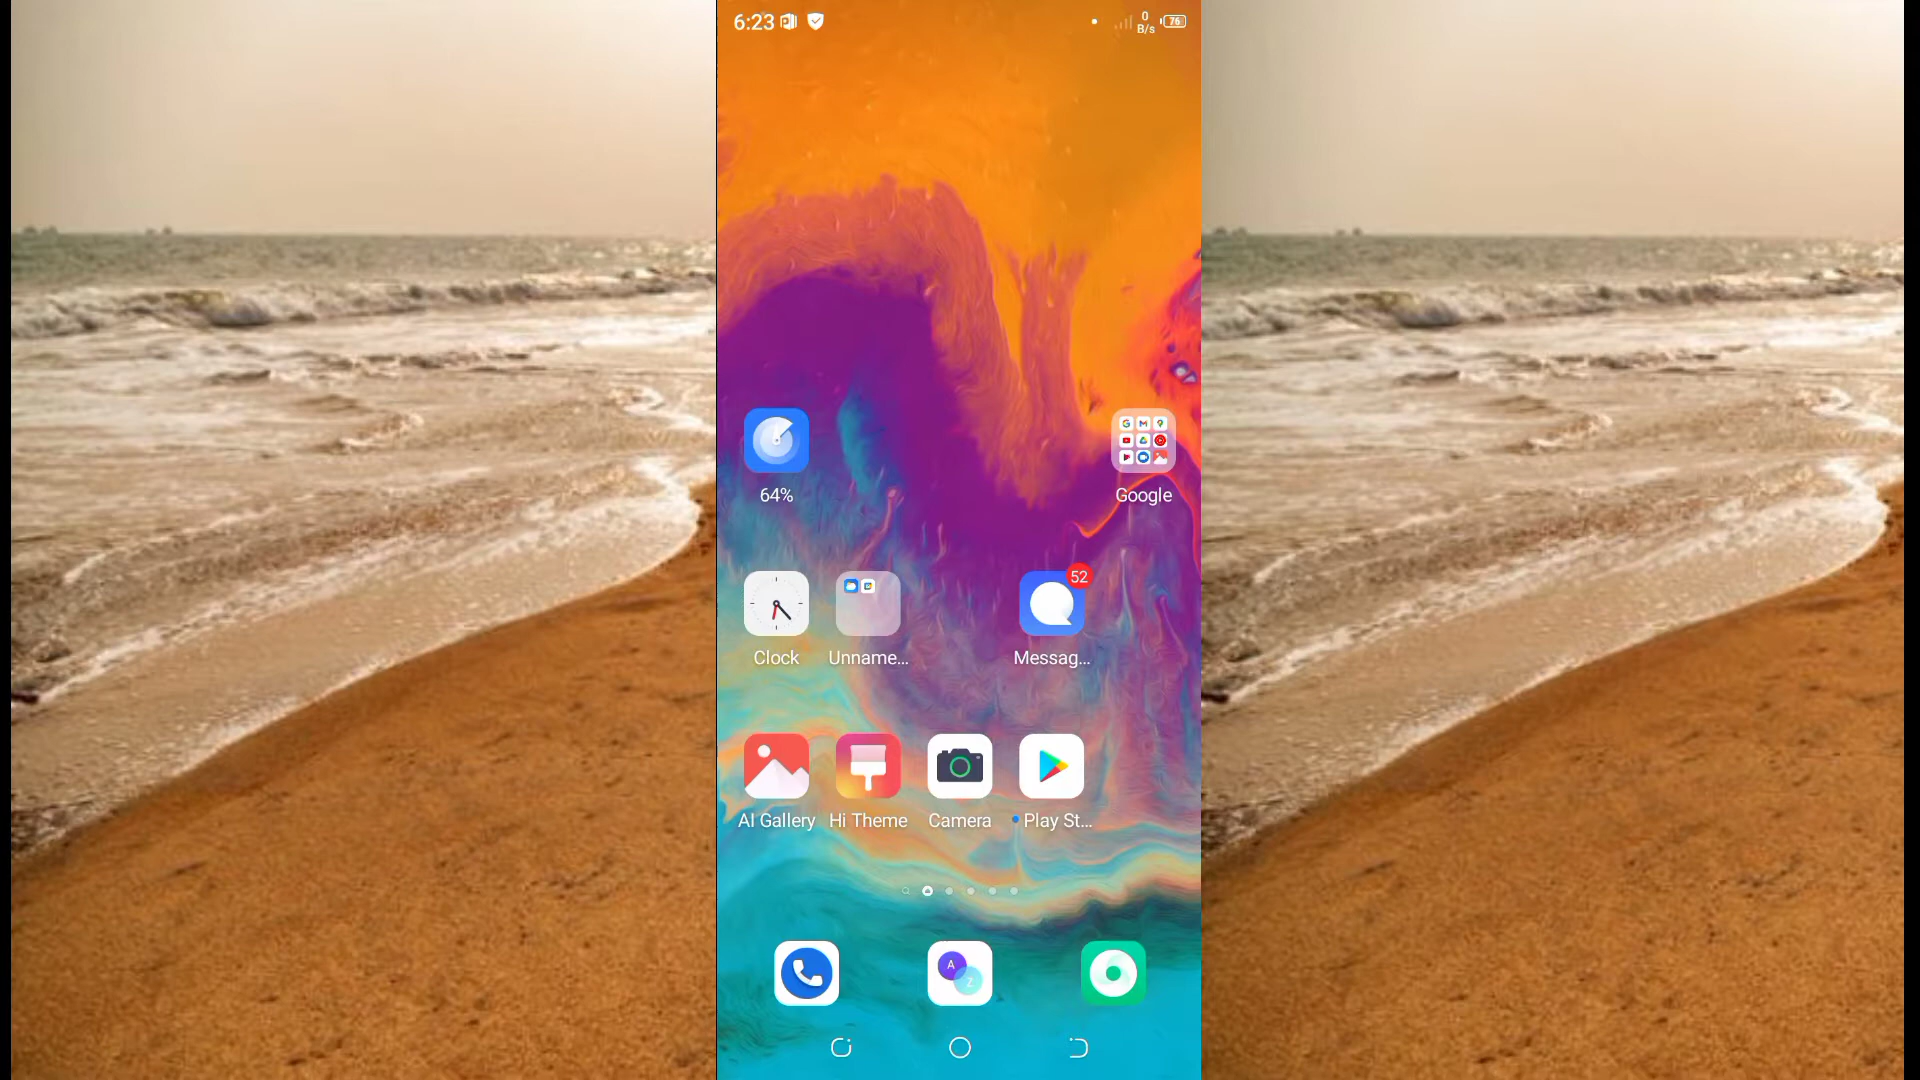 6:23
0
B/s
76
64%
Google
52
Clock
Unname...
Messag...
AI Gallery
Hi Theme
Camera
Play St...
A
Z